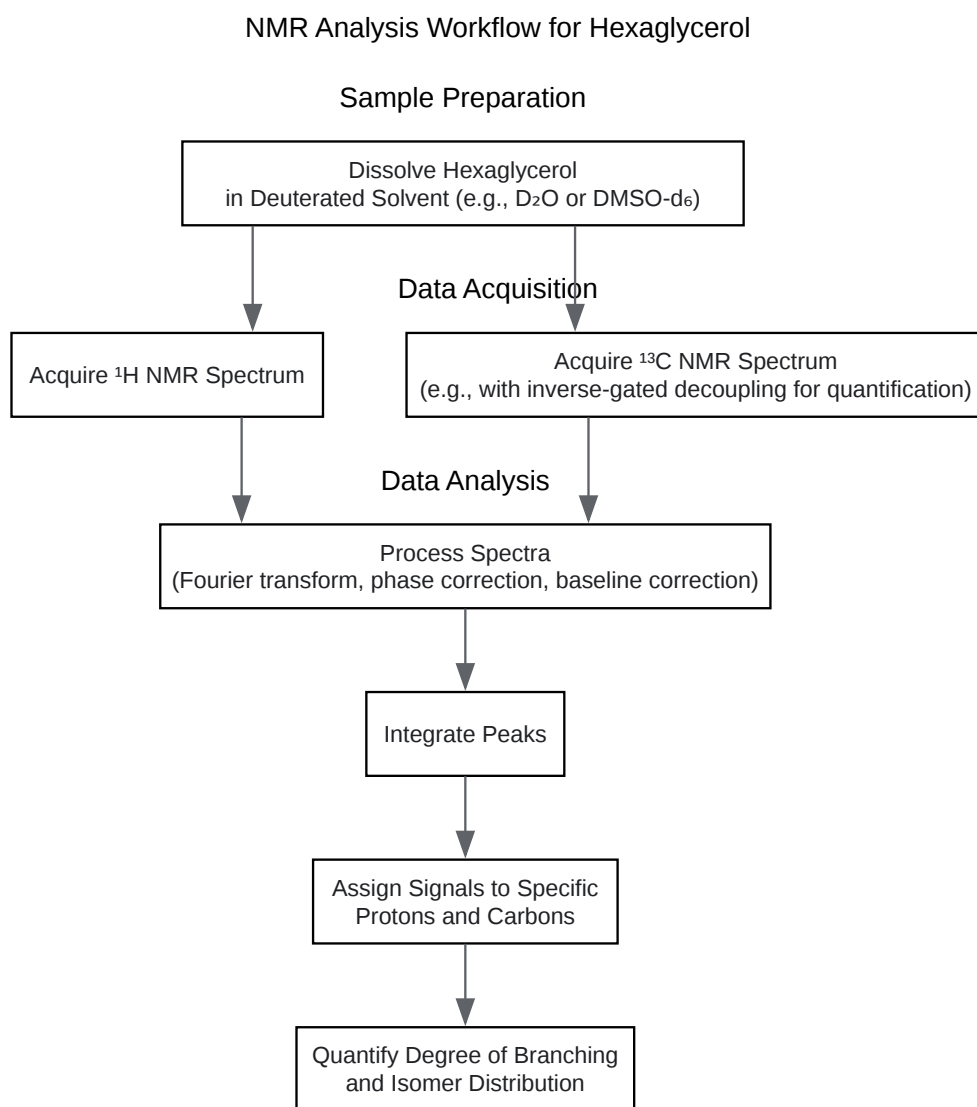 NMR Analysis Workflow for Hexaglycerol
Sample Preparation
Dissolve Hexaglycerol
in Deuterated Solvent (e.g., D₂O or DMSO-d₆)
Data Acquisition
Acquire ¹H NMR Spectrum
Acquire ¹³C NMR Spectrum
(e.g., with inverse-gated decoupling for quantification)
Data Analysis
Process Spectra
(Fourier transform, phase correction, baseline correction)
Integrate Peaks
Assign Signals to Specific
Protons and Carbons
Quantify Degree of Branching
and Isomer Distribution